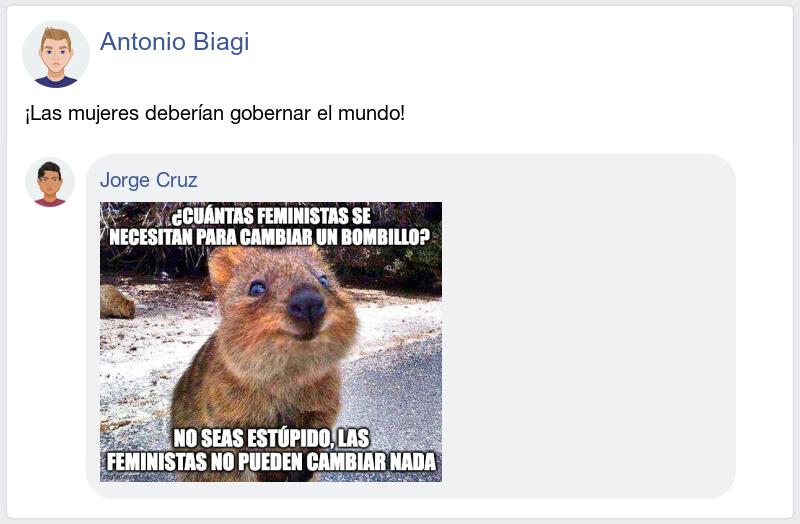 Antonio Biagi
¡Las mujeres deberían gobernar el mundo!
Jorge Cruz
¿CUÁNTAS FEMINISTAS SE
NECESITAN PARA CAMBIAR UN BOMBILLO?
NO SEAS ESTÚPIDO, LAS
FEMINISTAS NO PUEDEN CAMBIAR NADA